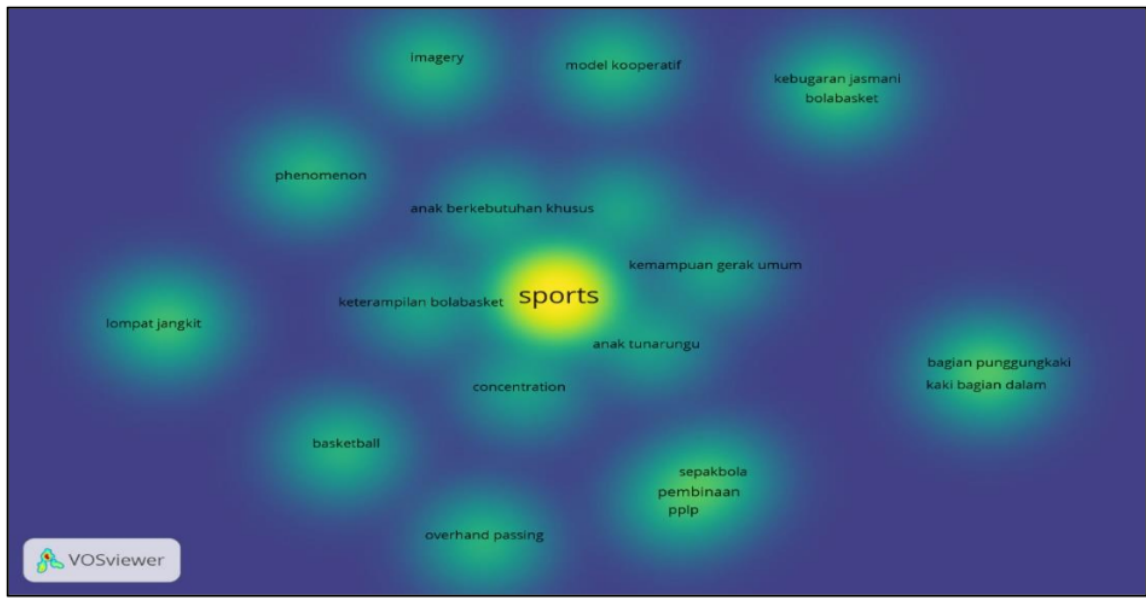 imagery
model kooperatif
kebugaran jasmani
bolabasket
phenomenon
anak berkebutuhan khusus
kemampuan gerak umum
sports
keterampilan bolabasket
lompat jangkit
anak tunarungu
bagian punggungkaki
kaki bagian dalam
concentration
basketball
sepakbola
pembinaan
pplp
overhand passing
VOSviewer